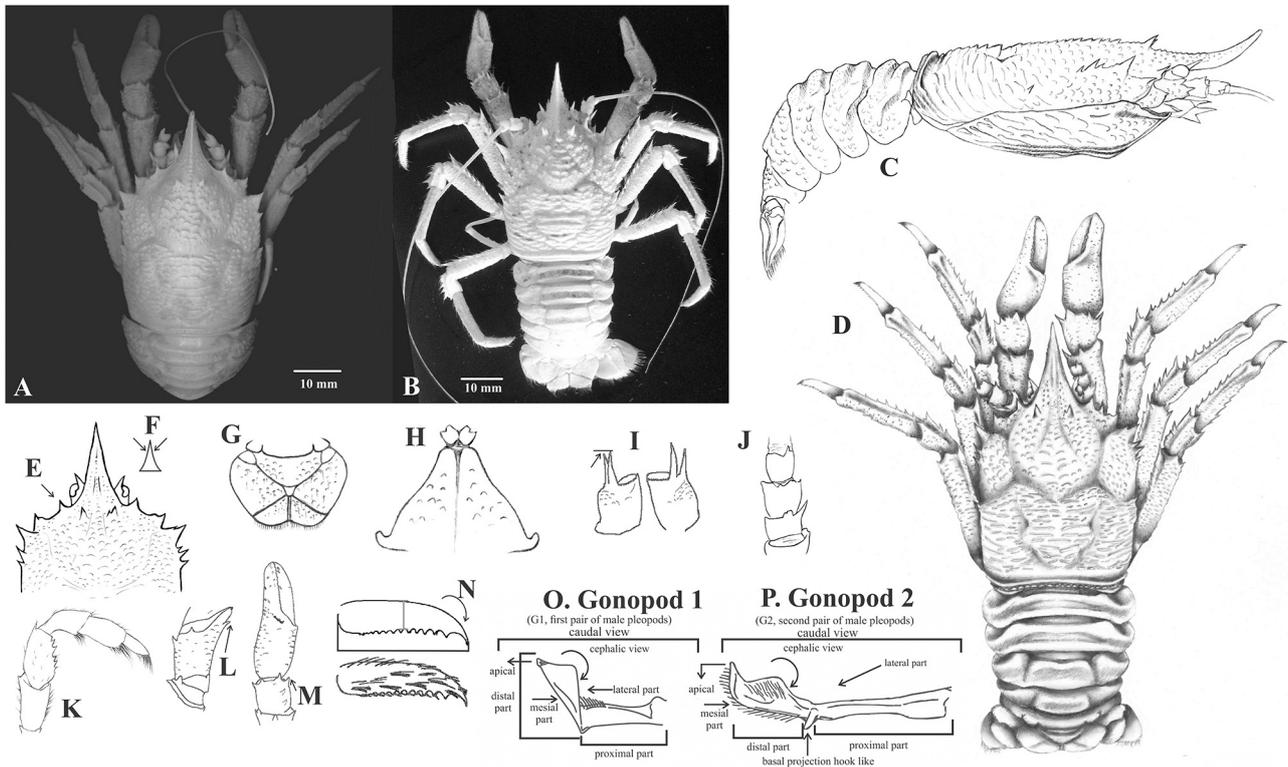 A
10 mm
B
10 mm
C
D
E
F
G
H
I
J
K
L
M
N
O. Gonopod 1
(G1, first pair of male pleopods)
caudal view
cephalic view
apical
distal
part
mesial
part
lateral part
proximal part
P. Gonopod 2
(G2, second pair of male pleopods)
caudal view
cephalic view
apical
mesial
part
lateral part
distal part
proximal part
basal projection hook like